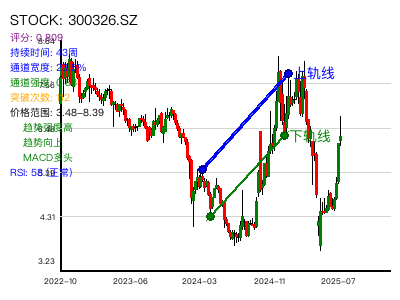 STOCK: 300326.SZ
评分: 0.809
持续时间: 43周
通道宽度:
通道强度:
突破次数:
价格范围: 3.48–8.39
趋势强度高
趋势向上
MACD多头
RSI: 58 (正常)
上轨线
下轨线
4.31
3.23
2022-10
2023-06
2024-03
2024-11
2025-07